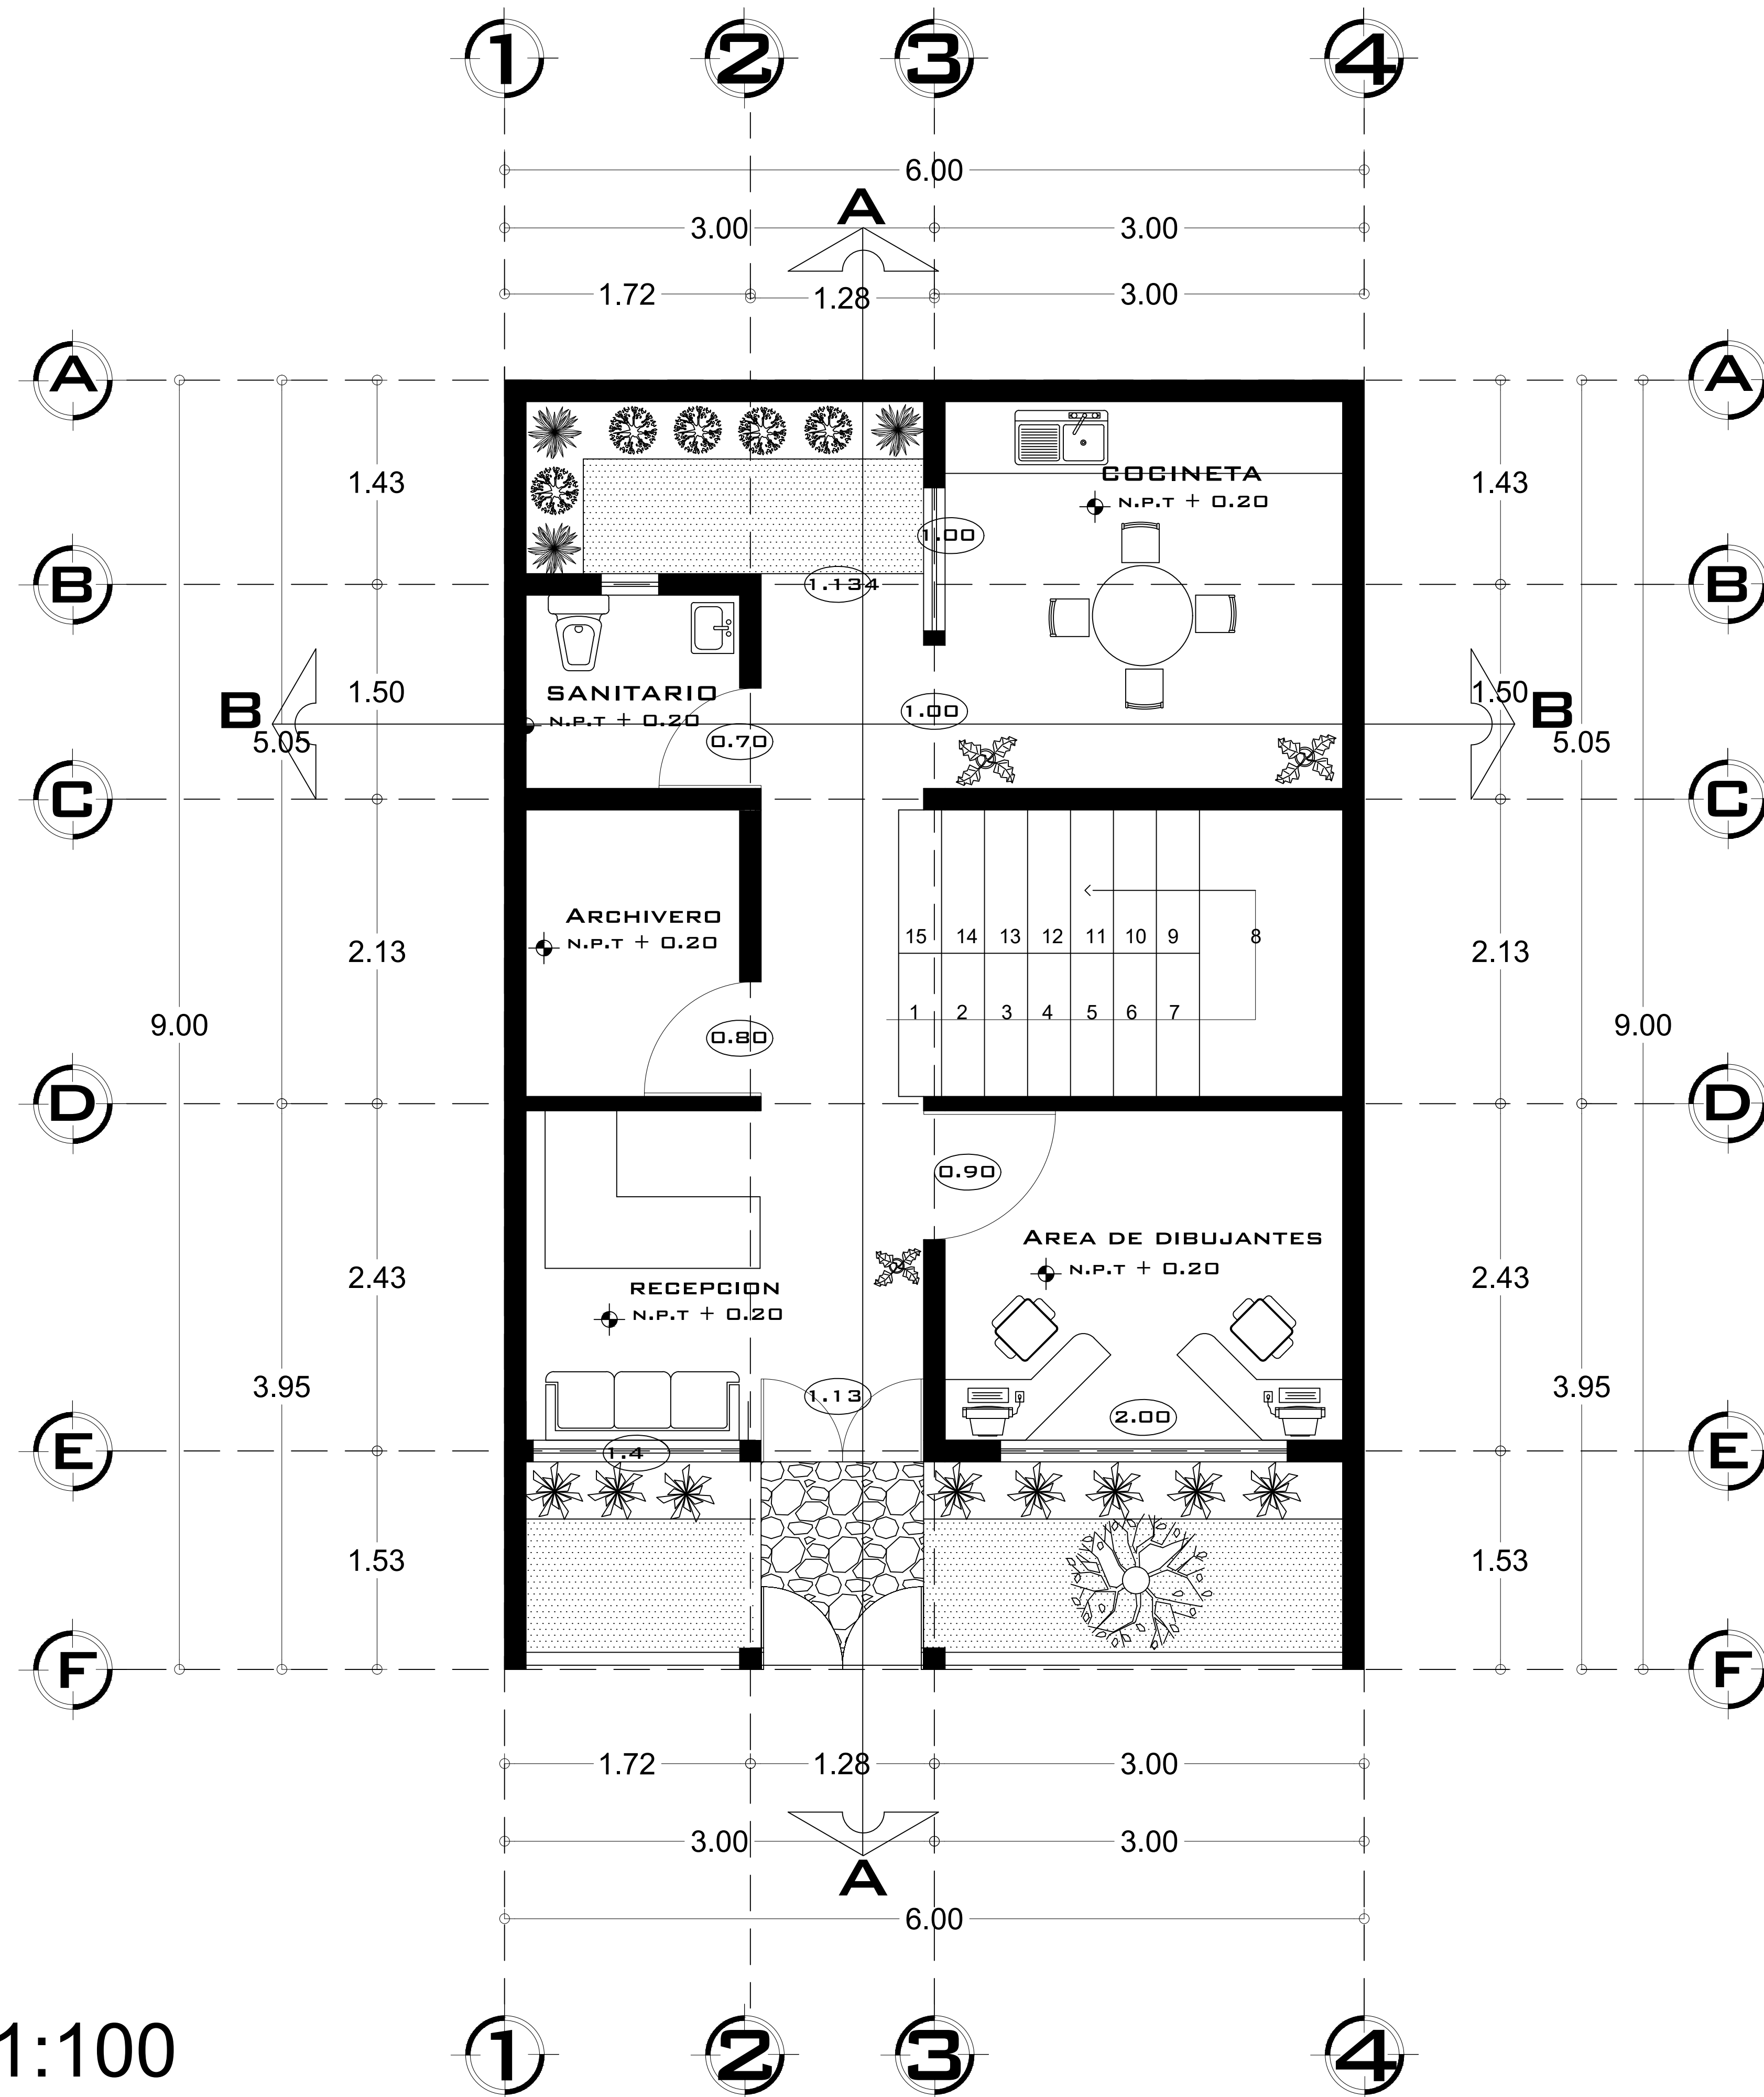 1 2 3 4
6.00
A
3.00 3.00
1.72 1.28 3.00
A A
1.43 1.43
COCINETA
N.P.T + 0.20
1.00
B 1.134 B
SANITARIO
N.P.T + 0.20
1.50 1.00 1.50
B B
5.05 0.70 5.05
C C
ARCHIVERO
N.P.T + 0.20
15 14 13 12 11 10 9 8
2.13 2.13
1 2 3 4 5 6 7
9.00 9.00
0.80
D D
0.90
AREA DE DIBUJANTES
N.P.T + 0.20
2.43 2.43
RECEPCION
N.P.T + 0.20
3.95 3.95
1.13
2.00
E 1.4 E
1.53 1.53
F F
1.72 1.28 3.00
3.00 3.00
A
6.00
1:100
1 2 3 4